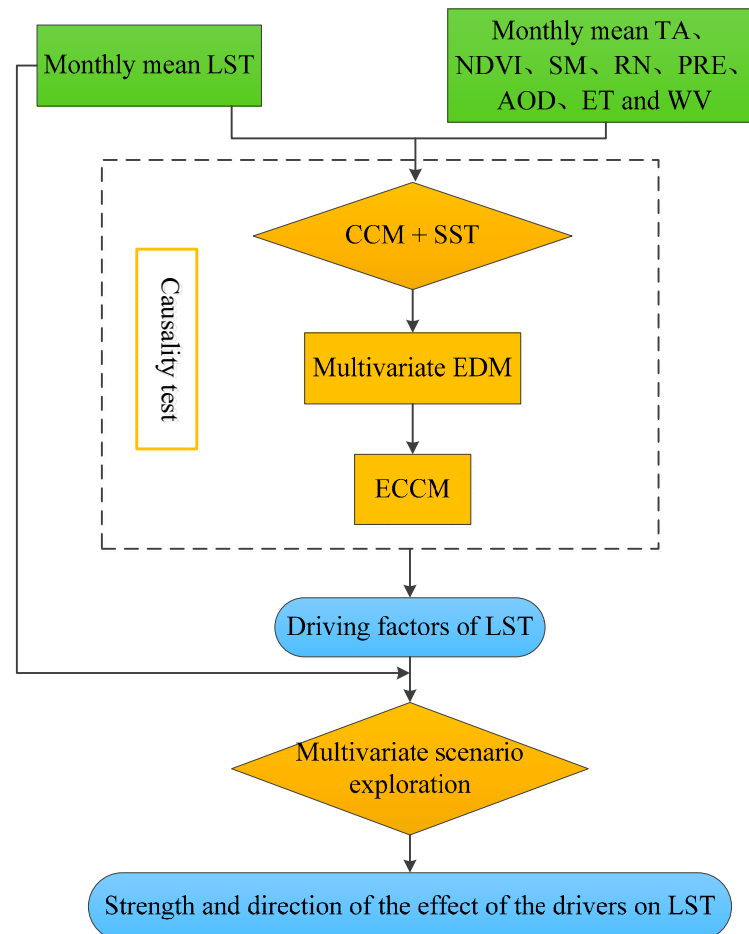 Monthly mean LST
Monthly mean TA、
NDVI、SM、RN、PRE、
AOD、ET and WV
CCM + SST
Causality test
Multivariate EDM
ECCM
Driving factors of LST
Multivariate scenario
exploration
Strength and direction of the effect of the drivers on LST